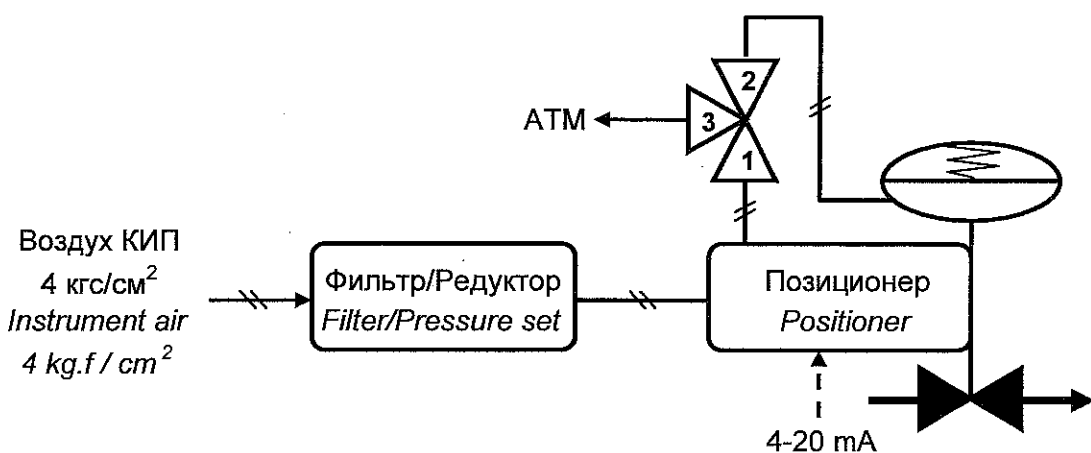 2
АТМ
3
1
Воздух КИП
4 кгс/см²
Instrument air
4 kg.f / cm²
Фильтр/Редуктор
Filter/Pressure set
Позиционер
Positioner
4-20 mA